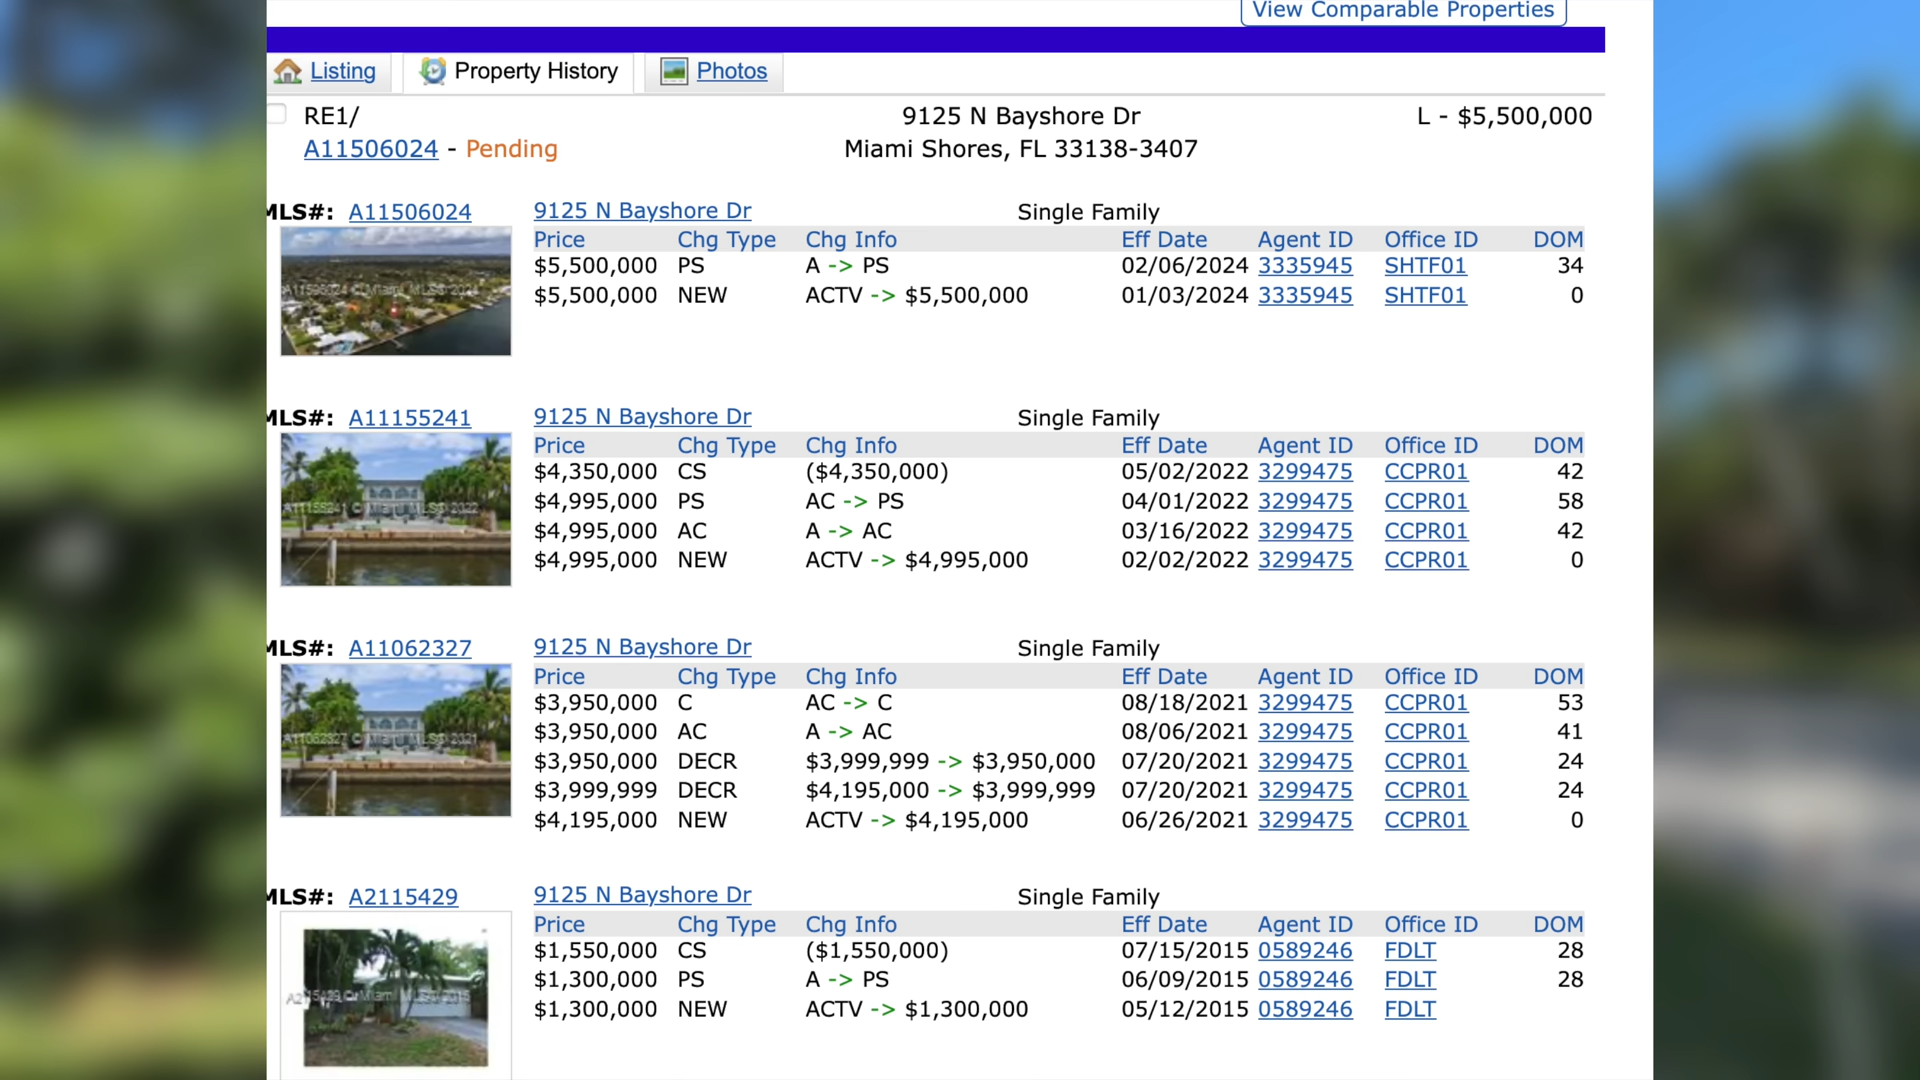 View Comparable Properties
Listing Property History Photos
RE1/ 9125 N Bayshore Dr L - $5,500,000
A11506024 - Pending Miami Shores, FL 33138-3407
MLS#: A11506024 9125 N Bayshore Dr Single Family
Price Chg Type Chg Info Eff Date Agent ID Office ID DOM
$5,500,000 PS A -> PS 02/06/2024 3335945 SHTF01 34
$5,500,000 NEW ACTV -> $5,500,000 01/03/2024 3335945 SHTF01 0
MLS#: A11155241 9125 N Bayshore Dr Single Family
Price Chg Type Chg Info Eff Date Agent ID Office ID DOM
$4,350,000 CS ($4,350,000) 05/02/2022 3299475 CCPR01 42
$4,995,000 PS AC -> PS 04/01/2022 3299475 CCPR01 58
$4,995,000 AC A -> AC 03/16/2022 3299475 CCPR01 42
$4,995,000 NEW ACTV -> $4,995,000 02/02/2022 3299475 CCPR01 0
MLS#: A11062327 9125 N Bayshore Dr Single Family
Price Chg Type Chg Info Eff Date Agent ID Office ID DOM
$3,950,000 C AC -> C 08/18/2021 3299475 CCPR01 53
$3,950,000 AC A -> AC 08/06/2021 3299475 CCPR01 41
$3,950,000 DECR $3,999,999 -> $3,950,000 07/20/2021 3299475 CCPR01 24
$3,999,999 DECR $4,195,000 -> $3,999,999 07/20/2021 3299475 CCPR01 24
$4,195,000 NEW ACTV -> $4,195,000 06/26/2021 3299475 CCPR01 0
MLS#: A2115429 9125 N Bayshore Dr Single Family
Price Chg Type Chg Info Eff Date Agent ID Office ID DOM
$1,550,000 CS ($1,550,000) 07/15/2015 0589246 FDLT 28
$1,300,000 PS A -> PS 06/09/2015 0589246 FDLT 28
$1,300,000 NEW ACTV -> $1,300,000 05/12/2015 0589246 FDLT